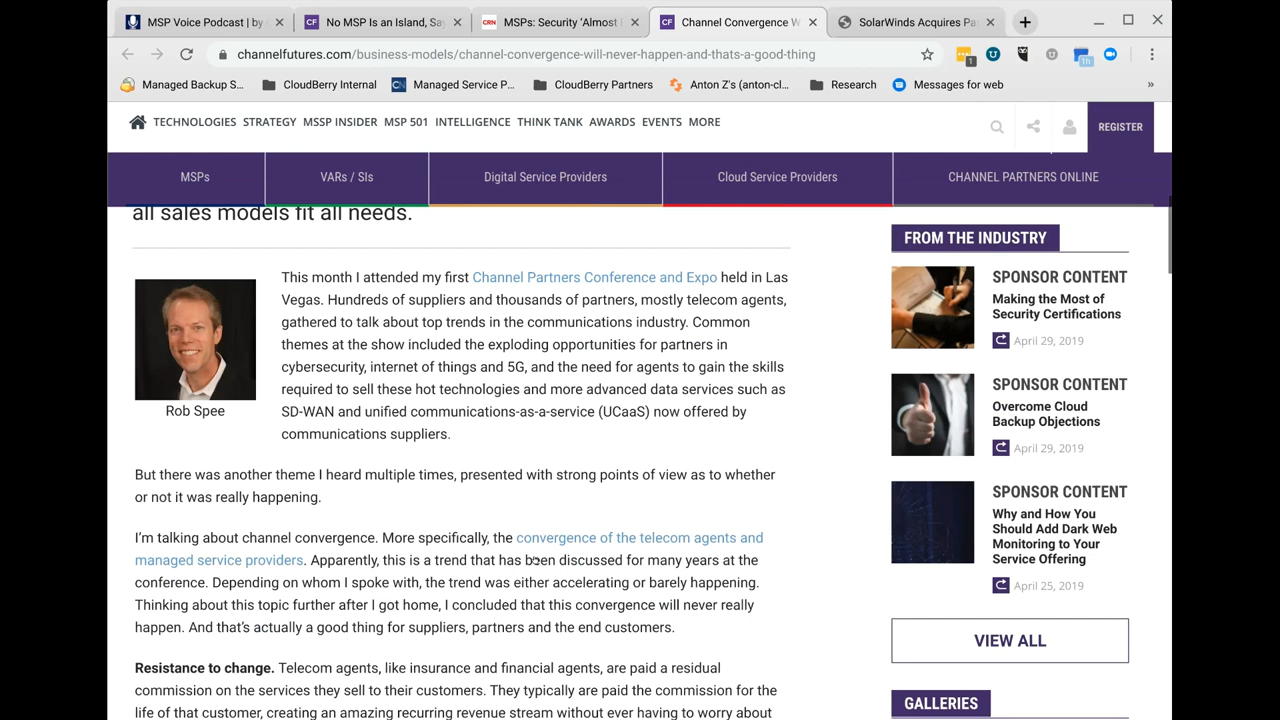 MSP Voice Podcast | by
No MSP Is an Island, Say
CRN
MSPs: Security 'Almost
Channel Convergence W
SolarWinds Acquires Pa
channelfutures.com/business-models/channel-convergence-will-never-happen-and-thats-a-good-thing
1
1h
Managed Backup S...
CloudBerry Internal
Managed Service P...
CloudBerry Partners
Anton Z's (anton-cl...
Research
Messages for web
»
TECHNOLOGIES STRATEGY MSSP INSIDER MSP 501 INTELLIGENCE THINK TANK AWARDS EVENTS MORE
REGISTER
MSPs
VARs / SIs
Digital Service Providers
Cloud Service Providers
CHANNEL PARTNERS ONLINE
all sales models fit all needs.
Rob Spee
This month I attended my first Channel Partners Conference and Expo held in Las
Vegas. Hundreds of suppliers and thousands of partners, mostly telecom agents,
gathered to talk about top trends in the communications industry. Common
themes at the show included the exploding opportunities for partners in
cybersecurity, internet of things and 5G, and the need for agents to gain the skills
required to sell these hot technologies and more advanced data services such as
SD-WAN and unified communications-as-a-service (UCaaS) now offered by
communications suppliers.
But there was another theme I heard multiple times, presented with strong points of view as to whether
or not it was really happening.
I'm talking about channel convergence. More specifically, the convergence of the telecom agents and
managed service providers. Apparently, this is a trend that has been discussed for many years at the
conference. Depending on whom I spoke with, the trend was either accelerating or barely happening.
Thinking about this topic further after I got home, I concluded that this convergence will never really
happen. And that's actually a good thing for suppliers, partners and the end customers.
Resistance to change. Telecom agents, like insurance and financial agents, are paid a residual
commission on the services they sell to their customers. They typically are paid the commission for the
life of that customer, creating an amazing recurring revenue stream without ever having to worry about
FROM THE INDUSTRY
SPONSOR CONTENT
Making the Most of
Security Certifications
April 29, 2019
SPONSOR CONTENT
Overcome Cloud
Backup Objections
April 29, 2019
SPONSOR CONTENT
Why and How You
Should Add Dark Web
Monitoring to Your
Service Offering
April 25, 2019
VIEW ALL
GALLERIES